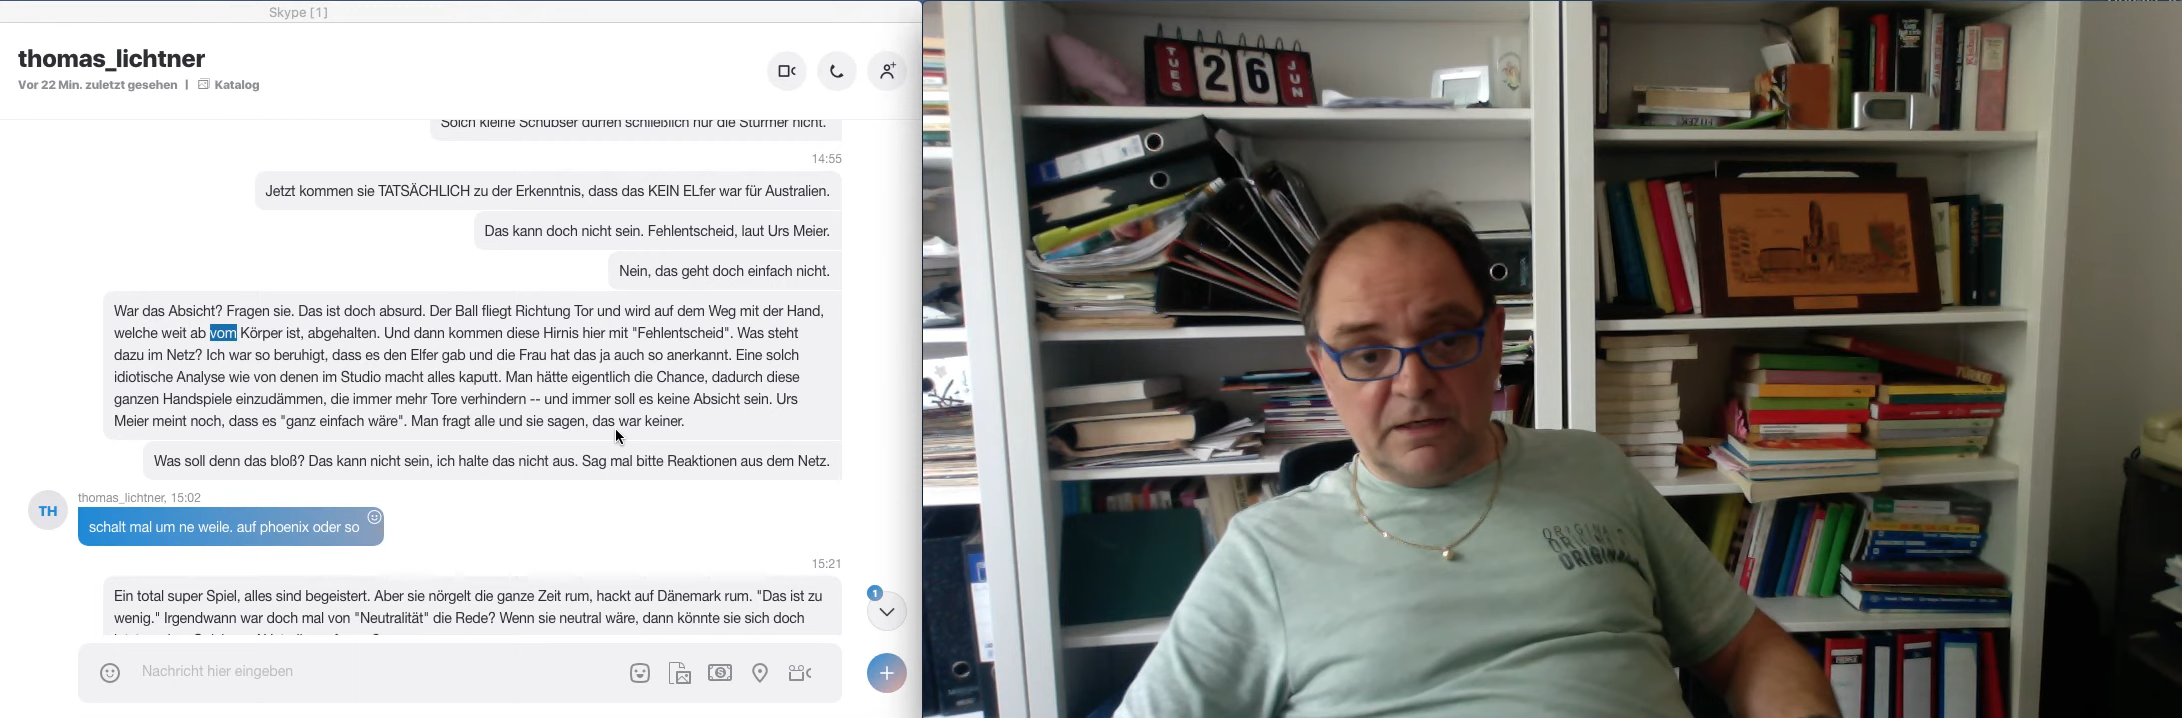 Skype [1]
thomas_lichtner
Vor 22 Min. zuletzt gesehen | Katalog
Solch kleine Schubser dürfen schließlich nur die Stürmer nicht.
14:55
Jetzt kommen sie TATSÄCHLICH zu der Erkenntnis, dass das KEIN ELfer war für Australien.
Das kann doch nicht sein. Fehlentscheid, laut Urs Meier.
Nein, das geht doch einfach nicht.
War das Absicht? Fragen sie. Das ist doch absurd. Der Ball fliegt Richtung Tor und wird auf dem Weg mit der Hand,
welche weit ab vom Körper ist, abgehalten. Und dann kommen diese Hirnis hier mit "Fehlentscheid". Was steht
dazu im Netz? Ich war so beruhigt, dass es den Elfer gab und die Frau hat das ja auch so anerkannt. Eine solch
idiotische Analyse wie von denen im Studio macht alles kaputt. Man hätte eigentlich die Chance, dadurch diese
ganzen Handspiele einzudämmen, die immer mehr Tore verhindern -- und immer soll es keine Absicht sein. Urs
Meier meint noch, dass es "ganz einfach wäre". Man fragt alle und sie sagen, das war keiner.
Was soll denn das bloß? Das kann nicht sein, ich halte das nicht aus. Sag mal bitte Reaktionen aus dem Netz.
TH
thomas_lichtner, 15:02
schalt mal um ne weile. auf phoenix oder so
15:21
Ein total super Spiel, alles sind begeistert. Aber sie nörgelt die ganze Zeit rum, hackt auf Dänemark rum. "Das ist zu
wenig." Irgendwann war doch mal von "Neutralität" die Rede? Wenn sie neutral wäre, dann könnte sie sich doch
1
Nachricht hier eingeben
TUES 26 JUN
ORIGINAL
ORIGINAL
ORIGINAL